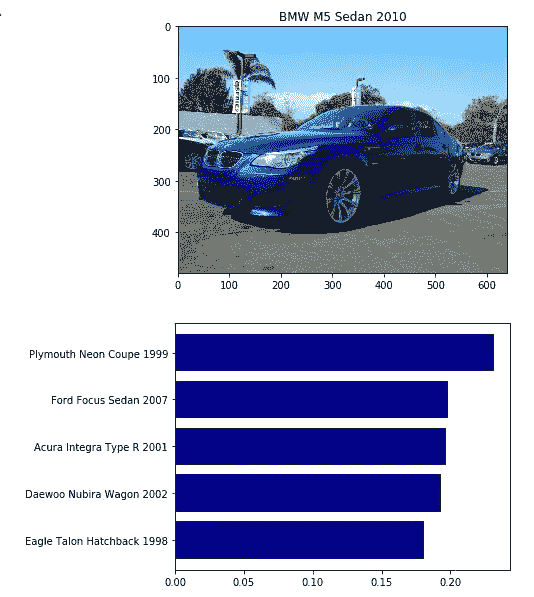 BMW M5 Sedan 2010
0
100
200
300
400
0 100 200 300 400 500 600
Plymouth Neon Coupe 1999
Ford Focus Sedan 2007
Acura Integra Type R 2001
Daewoo Nubira Wagon 2002
Eagle Talon Hatchback 1998
0.00 0.05 0.10 0.15 0.20